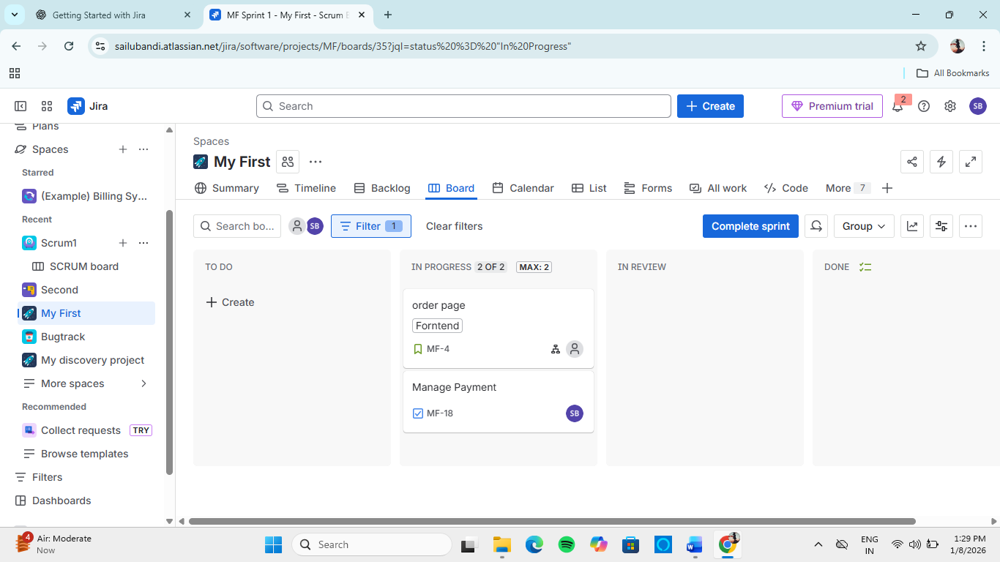 Getting Started with Jira
MF Sprint 1 - My First - Scrum B
sailubandi.atlassian.net/jira/software/projects/MF/boards/35?jql=status%20%3D%20"In%20Progress"
All Bookmarks
Jira
Search
Create
Premium trial
2
SB
Plans
Spaces
Starred
(Example) Billing Sy...
Recent
Scrum1
SCRUM board
Second
My First
Bugtrack
My discovery project
More spaces
Recommended
Collect requests TRY
Browse templates
Filters
Dashboards
Spaces
My First
Summary Timeline Backlog Board Calendar List Forms All work Code More 7
Search bo... SB Filter 1 Clear filters Complete sprint Group
TO DO
Create
IN PROGRESS 2 OF 2 MAX: 2
order page
Forntend
MF-4
Manage Payment
MF-18 SB
IN REVIEW
DONE
4
Air: Moderate
Now
Search
ENG
IN
1:29 PM
1/8/2026